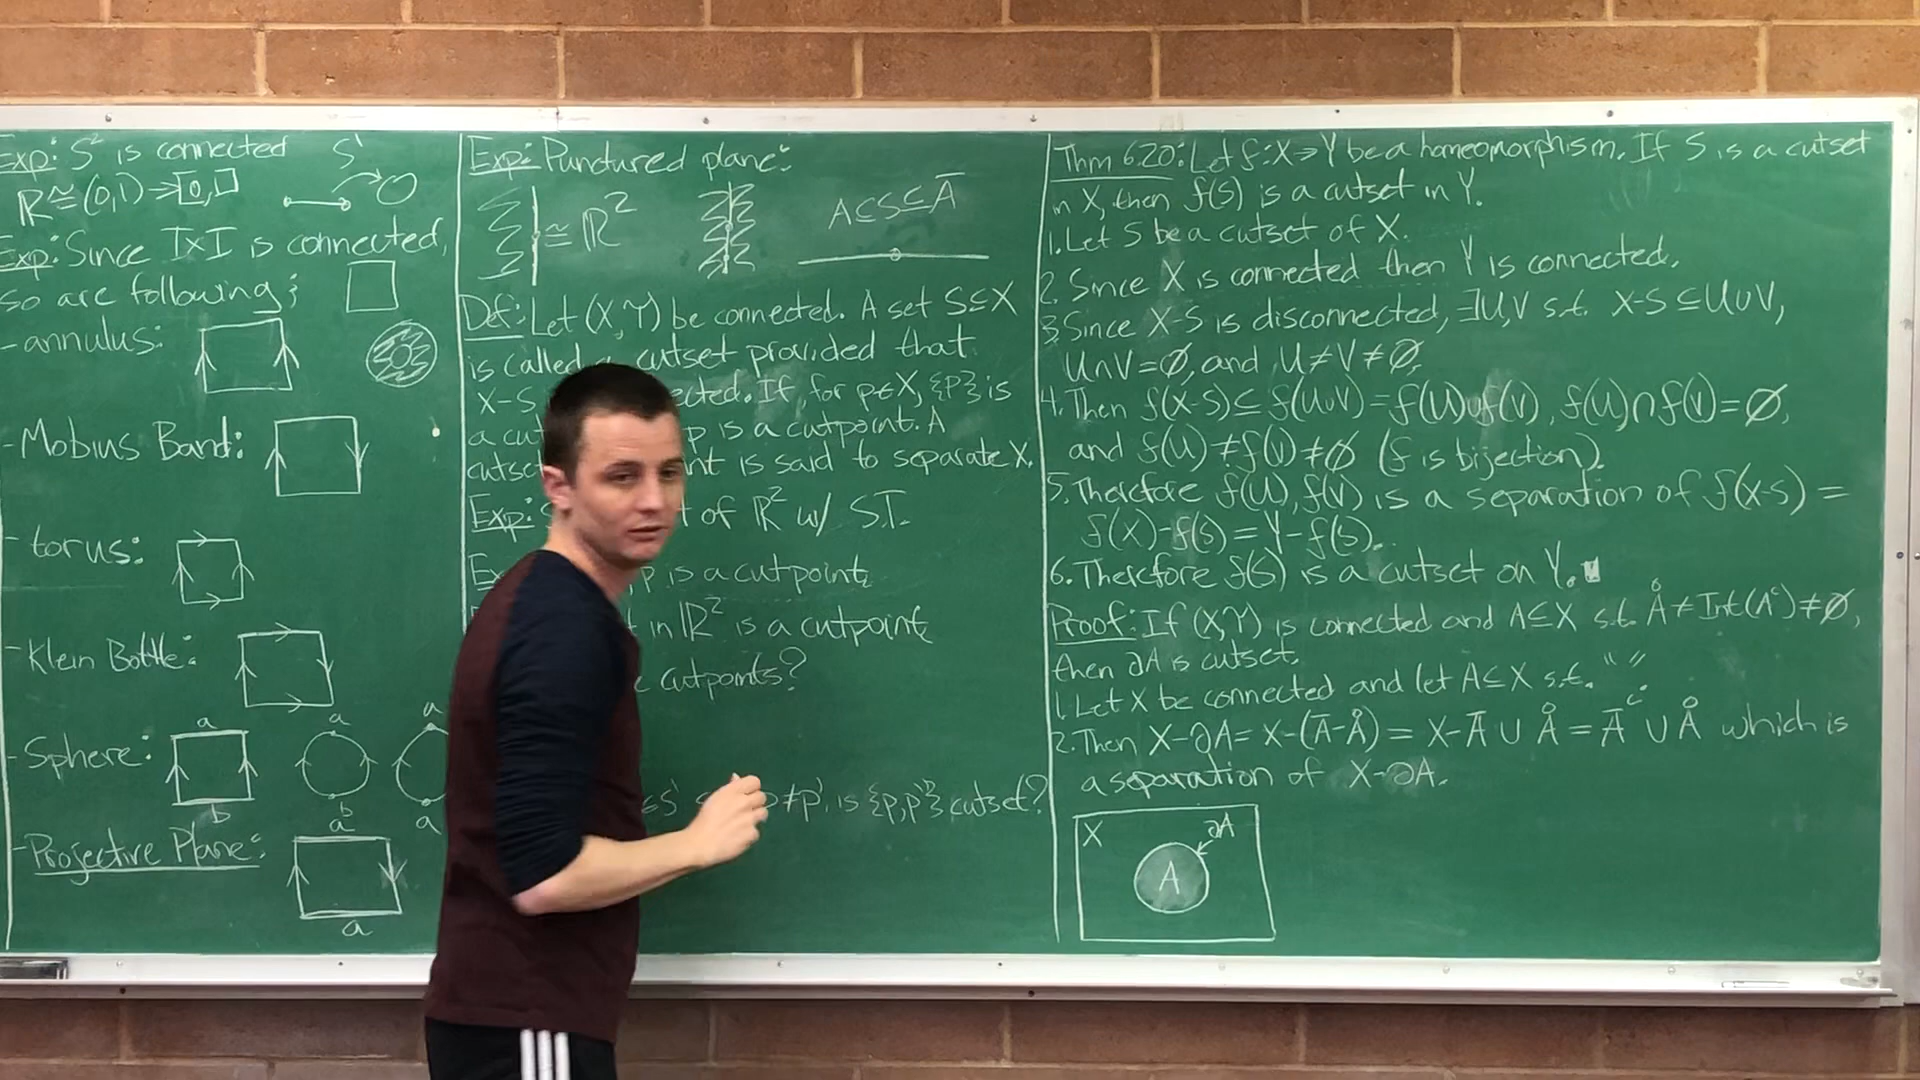 Exp: S² is connected S¹
ℝ≅(0,1)→[0,1]
Exp: Since I×I is connected,
so are following:
-annulus:
-Mobius Band:
-torus:
-Klein Bottle:
a a a
-Sphere:
b b a
-Projective Plane:
a
a
Exp: Punctured plane:
≅ℝ² A⊆S⊆Ā
Def: Let (X,Υ) be connected. A set S⊆X
is called a cutset provided that
X-S If for p∈X, {p} is
a cut p is a cutpoint. A
is said to separate X.
Exp: S of ℝ² w/ S.T.
p is a cutpoint.
in ℝ² is a cutpoint.
cutpoints?
∈S¹ p≠p', is {p,p'} cutset?
Thm 6.20: Let f:X→Y be a homeomorphism. If S is a cutset
in X, then f(S) is a cutset in Y.
1. Let S be a cutset of X.
2. Since X is connected then Y is connected.
3. Since X-S is disconnected, ∃U,V s.t. X-S⊆U∪V,
U∩V=∅, and U≠V≠∅.
4. Then f(X-S)⊆f(U∪V)=f(U)∪f(V), f(U)∩f(V)=∅,
and f(U)≠f(V)≠∅ (f is bijection).
5. Therefore f(U),f(V) is a separation of f(X-S)=
f(X)-f(S)=Y-f(S).
6. Therefore f(S) is a cutset on Y.
Proof: If (X,Υ) is connected and A⊆X s.t. Å≠Int(Aᶜ)≠∅,
then ∂A is cutset.
1. Let X be connected and let A⊆X s.t. " "
2. Then X-∂A=X-(Ā-Å)=X-Ā∪Å=Āᶜ∪Å which is
a separation of X-∂A.
X ∂A
A